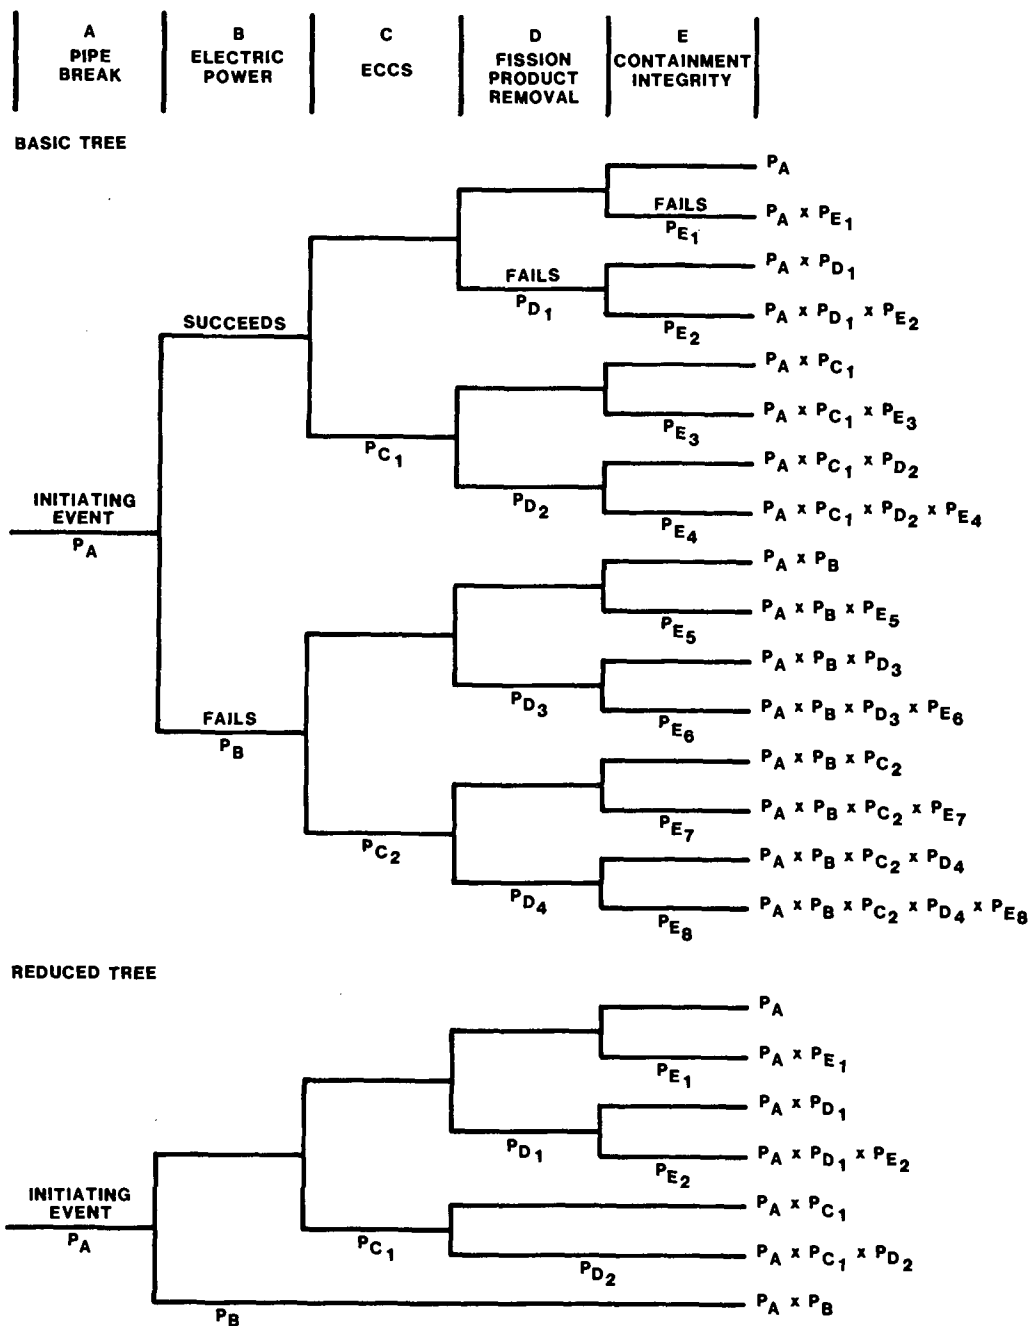 A
PIPE
BREAK
B
ELECTRIC
POWER
C
ECCS
D
FISSION
PRODUCT
REMOVAL
E
CONTAINMENT
INTEGRITY
BASIC TREE
P_A
FAILS
P_E1
P_A x P_E1
P_A x P_D1
FAILS
P_D1
P_A x P_D1 x P_E2
P_E2
SUCCEEDS
P_A x P_C1
P_A x P_C1 x P_E3
P_E3
P_C1
P_A x P_C1 x P_D2
P_D2
P_A x P_C1 x P_D2 x P_E4
P_E4
INITIATING
EVENT
P_A
P_A x P_B
P_A x P_B x P_E5
P_E5
P_A x P_B x P_D3
P_D3
P_A x P_B x P_D3 x P_E6
P_E6
FAILS
P_B
P_A x P_B x P_C2
P_A x P_B x P_C2 x P_E7
P_E7
P_C2
P_A x P_B x P_C2 x P_D4
P_D4
P_A x P_B x P_C2 x P_D4 x P_E8
P_E8
REDUCED TREE
P_A
P_A x P_E1
P_E1
P_A x P_D1
P_D1
P_A x P_D1 x P_E2
P_E2
INITIATING
EVENT
P_A
P_A x P_C1
P_C1
P_A x P_C1 x P_D2
P_D2
P_A x P_B
P_B